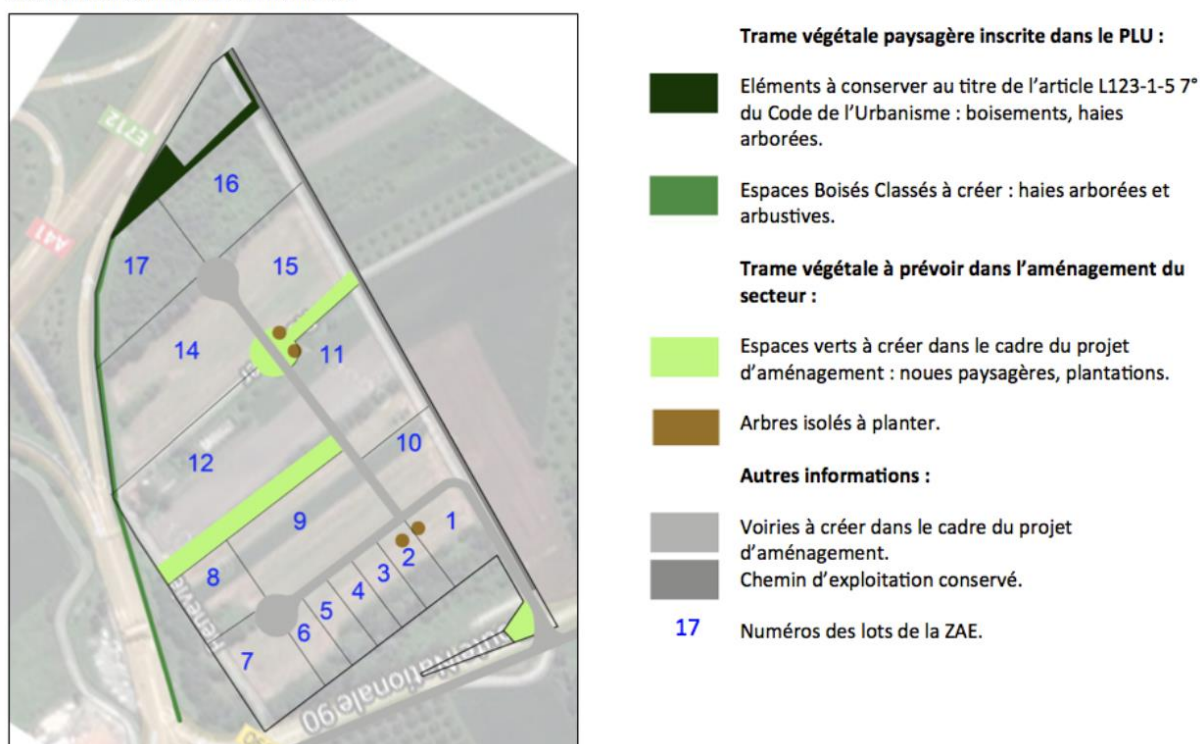 Trame végétale paysagère inscrite dans le PLU :
Eléments à conserver au titre de l'article L123-1-5 7°
du Code de l'Urbanisme : boisements, haies
arborées.
Espaces Boisés Classés à créer : haies arborées et
arbustives.
Trame végétale à prévoir dans l'aménagement du
secteur :
Espaces verts à créer dans le cadre du projet
d'aménagement : noues paysagères, plantations.
Arbres isolés à planter.
Autres informations :
Voiries à créer dans le cadre du projet
d'aménagement.
Chemin d'exploitation conservé.
17 Numéros des lots de la ZAE.
E712
A41
16
17
15
14
11
12
10
9
1
2
8
3
4
5
6
7
Nationale 90